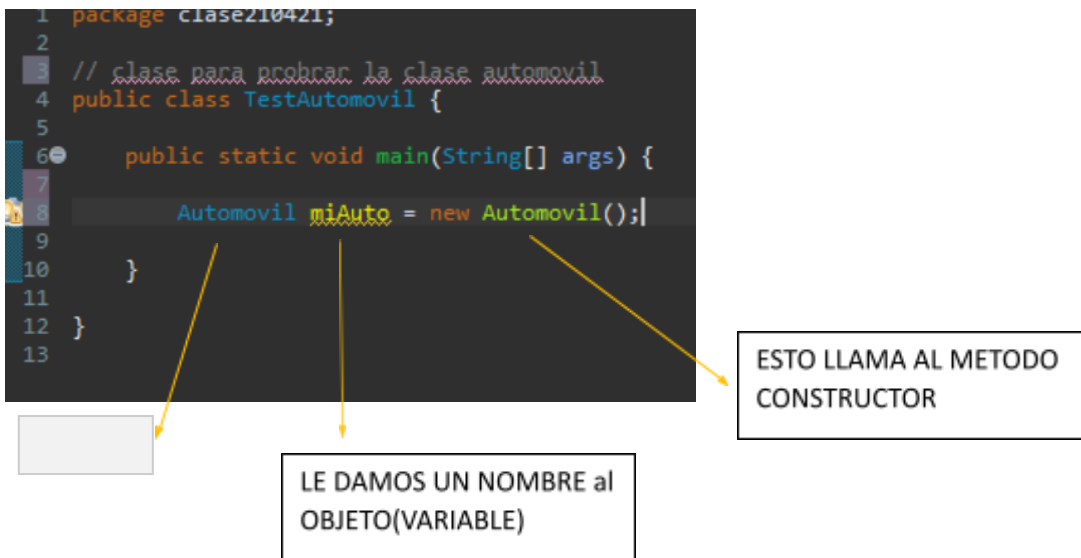 1 package clase210421;
2
3 // clase para probrar la clase automovil
4 public class TestAutomovil {
5
6 public static void main(String[] args) {
7
8 Automovil miAuto = new Automovil();
9
10 }
11
12 }
13
ESTO LLAMA AL METODO
CONSTRUCTOR
LE DAMOS UN NOMBRE al
OBJETO(VARIABLE)